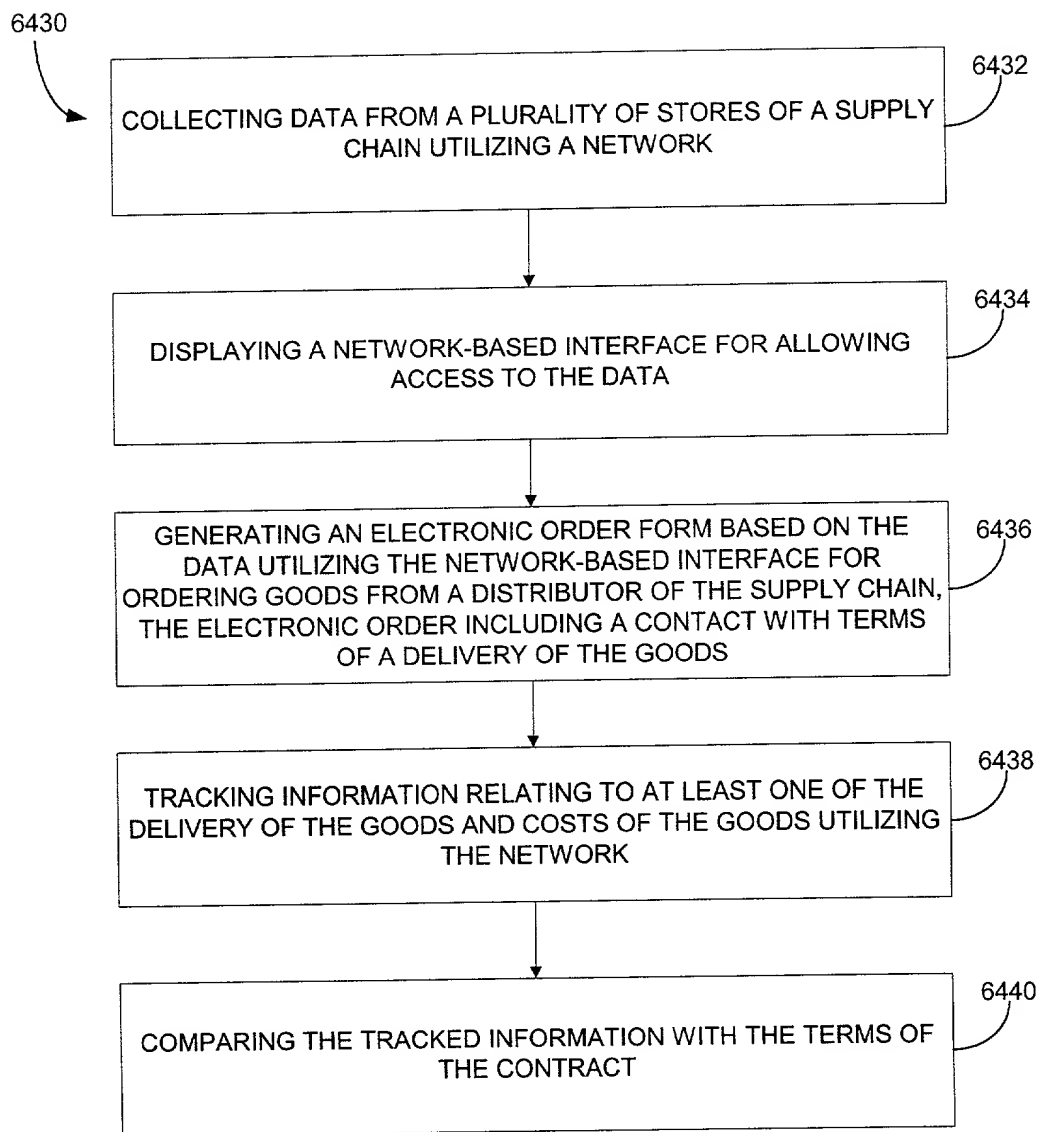 6430
6432
COLLECTING DATA FROM A PLURALITY OF STORES OF A SUPPLY
CHAIN UTILIZING A NETWORK
6434
DISPLAYING A NETWORK-BASED INTERFACE FOR ALLOWING
ACCESS TO THE DATA
6436
GENERATING AN ELECTRONIC ORDER FORM BASED ON THE
DATA UTILIZING THE NETWORK-BASED INTERFACE FOR
ORDERING GOODS FROM A DISTRIBUTOR OF THE SUPPLY CHAIN,
THE ELECTRONIC ORDER INCLUDING A CONTACT WITH TERMS
OF A DELIVERY OF THE GOODS
6438
TRACKING INFORMATION RELATING TO AT LEAST ONE OF THE
DELIVERY OF THE GOODS AND COSTS OF THE GOODS UTILIZING
THE NETWORK
6440
COMPARING THE TRACKED INFORMATION WITH THE TERMS OF
THE CONTRACT